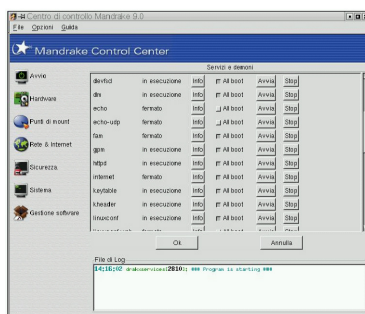 Centro di controllo Mandrake 9.0
File Opzioni Guida
Mandrake Control Center
Servizi e demoni
Avvio
Hardware
Punti di mount
Rete & Internet
Sicurezza
Sistema
Gestione software
devfsd in esecuzione Info All boot Avvia Stop
dm in esecuzione Info All boot Avvia Stop
echo fermato Info All boot Avvia Stop
echo-udp fermato Info All boot Avvia Stop
fam fermato Info All boot Avvia Stop
gpm in esecuzione Info All boot Avvia Stop
httpd in esecuzione Info All boot Avvia Stop
internet fermato Info All boot Avvia Stop
keytable in esecuzione Info All boot Avvia Stop
kheader in esecuzione Info All boot Avvia Stop
linuxconf in esecuzione Info All boot Avvia Stop
Ok Annulla
File di Log
14:16:02 drakxservices[2810]: ### Program is starting ###